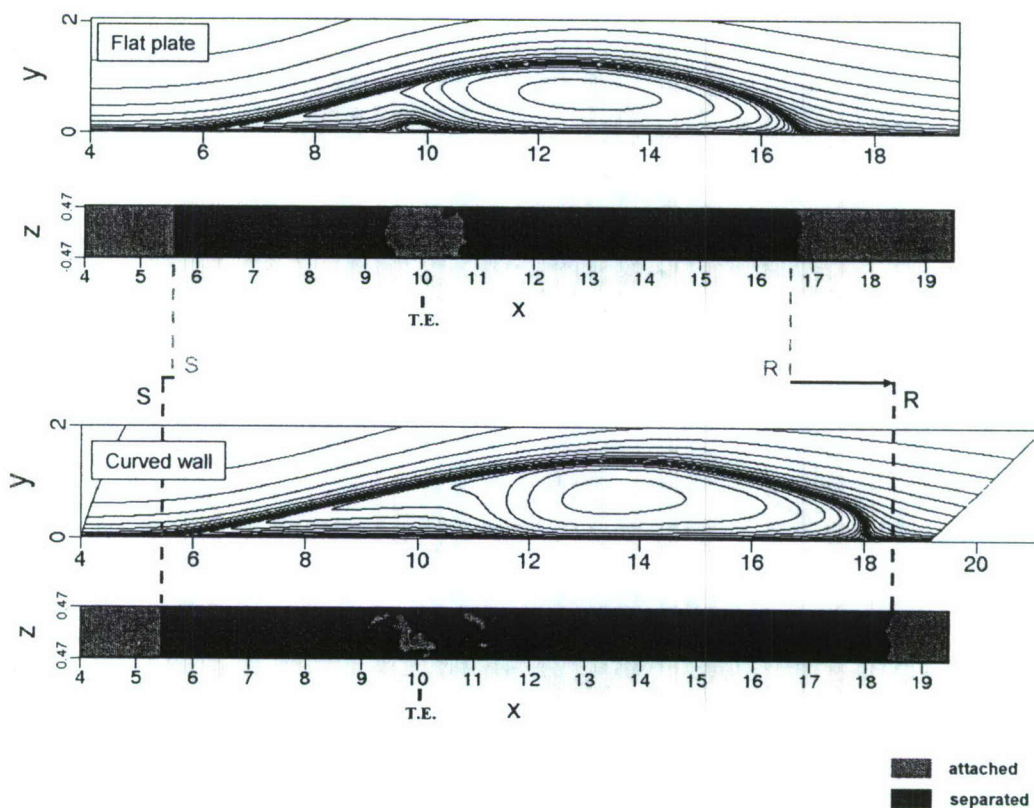 2
Flat plate
y
0
4 6 8 10 12 14 16 18
0.47
z
-0.47
4 5 6 7 8 9 10 11 12 13 14 15 16 17 18 19
T.E. x
S R
S R
2
Curved wall
y
0
4 6 8 10 12 14 16 18 20
0.47
z
0.47
4 5 6 7 8 9 10 11 12 13 14 15 16 17 18 19
T.E. x
attached
separated